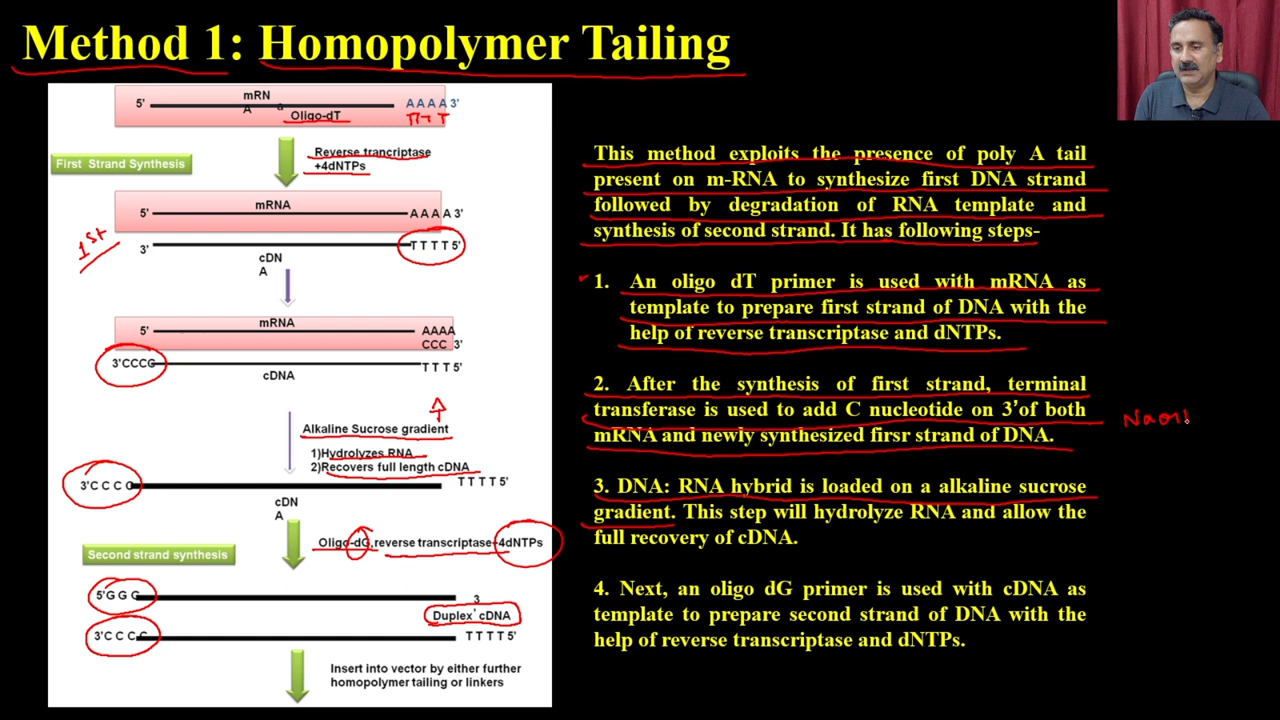 Method 1: Homopolymer Tailing
5' mRN
A a AAAA 3'
Oligo-dT TTTT
First Strand Synthesis
Reverse trancriptase
+4dNTPs
5' mRNA AAAA 3'
1st
3' TTTT 5'
cDN
A
5' mRNA AAAA
CCC 3'
3'CCCC TTT 5'
cDNA
Alkaline Sucrose gradient
1)Hydrolyzes RNA
2)Recovers full length cDNA
3'CCCC TTTT 5'
cDN
A
Oligo-dG,reverse transcriptase+4dNTPs
Second strand synthesis
5'GGG 3
Duplex' cDNA
3'CCCC TTTT 5'
Insert into vector by either further
homopolymer tailing or linkers
This method exploits the presence of poly A tail
present on m-RNA to synthesize first DNA strand
followed by degradation of RNA template and
synthesis of second strand. It has following steps-
1. An oligo dT primer is used with mRNA as
template to prepare first strand of DNA with the
help of reverse transcriptase and dNTPs.
2. After the synthesis of first strand, terminal
transferase is used to add C nucleotide on 3’of both
mRNA and newly synthesized firsr strand of DNA.
NaOH
3. DNA: RNA hybrid is loaded on a alkaline sucrose
gradient. This step will hydrolyze RNA and allow the
full recovery of cDNA.
4. Next, an oligo dG primer is used with cDNA as
template to prepare second strand of DNA with the
help of reverse transcriptase and dNTPs.